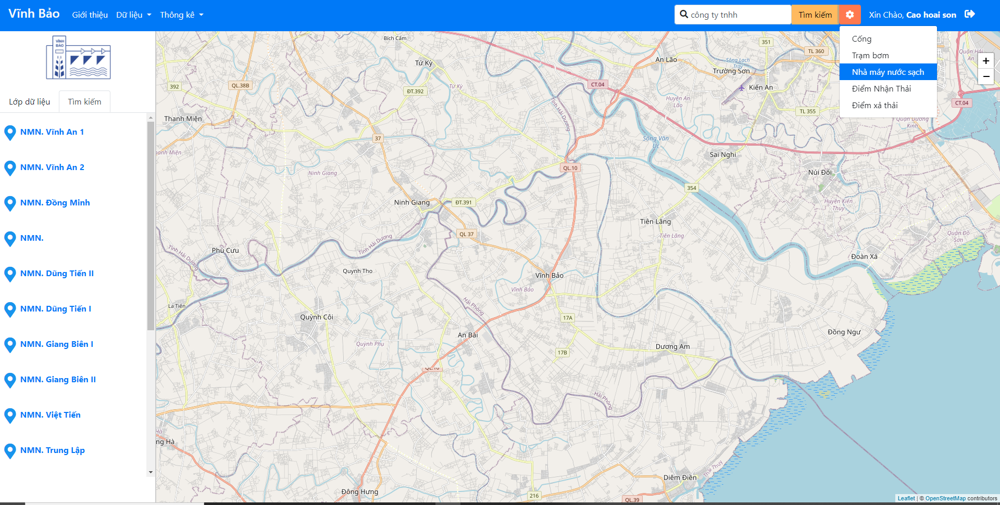 Vĩnh Bảo
Giới thiệu
Dữ liệu
Thông kê
công ty tnhh
Tìm kiếm
Xin Chào, Cao hoai son
Cống
Trạm bơm
Nhà máy nước sạch
Điểm Nhận Thải
Điểm xả thải
+
−
VĨNH
BẢO
Lớp dữ liệu
Tìm kiếm
NMN. Vĩnh An 1
NMN. Vĩnh An 2
NMN. Đồng Minh
NMN.
NMN. Dũng Tiến II
NMN. Dũng Tiến I
NMN. Giang Biên I
NMN. Giang Biên II
NMN. Việt Tiến
NMN. Trung Lập
Bích Cẩm
351
TL 360
Quận Hải
An
An Lão
Sông Lạch
Tray
Tứ Kỳ
Trường Sơn
392
QL.38B
Tứ Kỳ
CT.04
Kiến An
ĐT.392
Huyện An
Lão
CT.04
Tỉnh Hải Dương
TL 355
Thanh Miện
Quận Dương
Kinh
37
Sông Văn
Úc
Thanh Miện
Sai Nghi
QL.10
Ninh Giang
Núi Đối
354
Ninh Giang
ĐT.391
Huyện Kiến
Thụy
Tiên Lãng
QL 37
Tiên Lãng
Quận Đồ
Sơn
Tỉnh Hải Dương
Tỉnh Hải Dương
Phù Cưu
Đoàn Xá
Quynh Tho
Vĩnh Bảo
Vĩnh Bảo
La Tiến
Hải Phòng
Quỳnh Côi
17A
An Bài
Đồng Ngư
Quỳnh Phụ
Dương Am
17B
QL.10
Hải Phòng
Hà
ng Hà
Thái Thụy
Diêm Điền
Đông Hưng
216
QL.39
Leaflet | © OpenStreetMap contributors